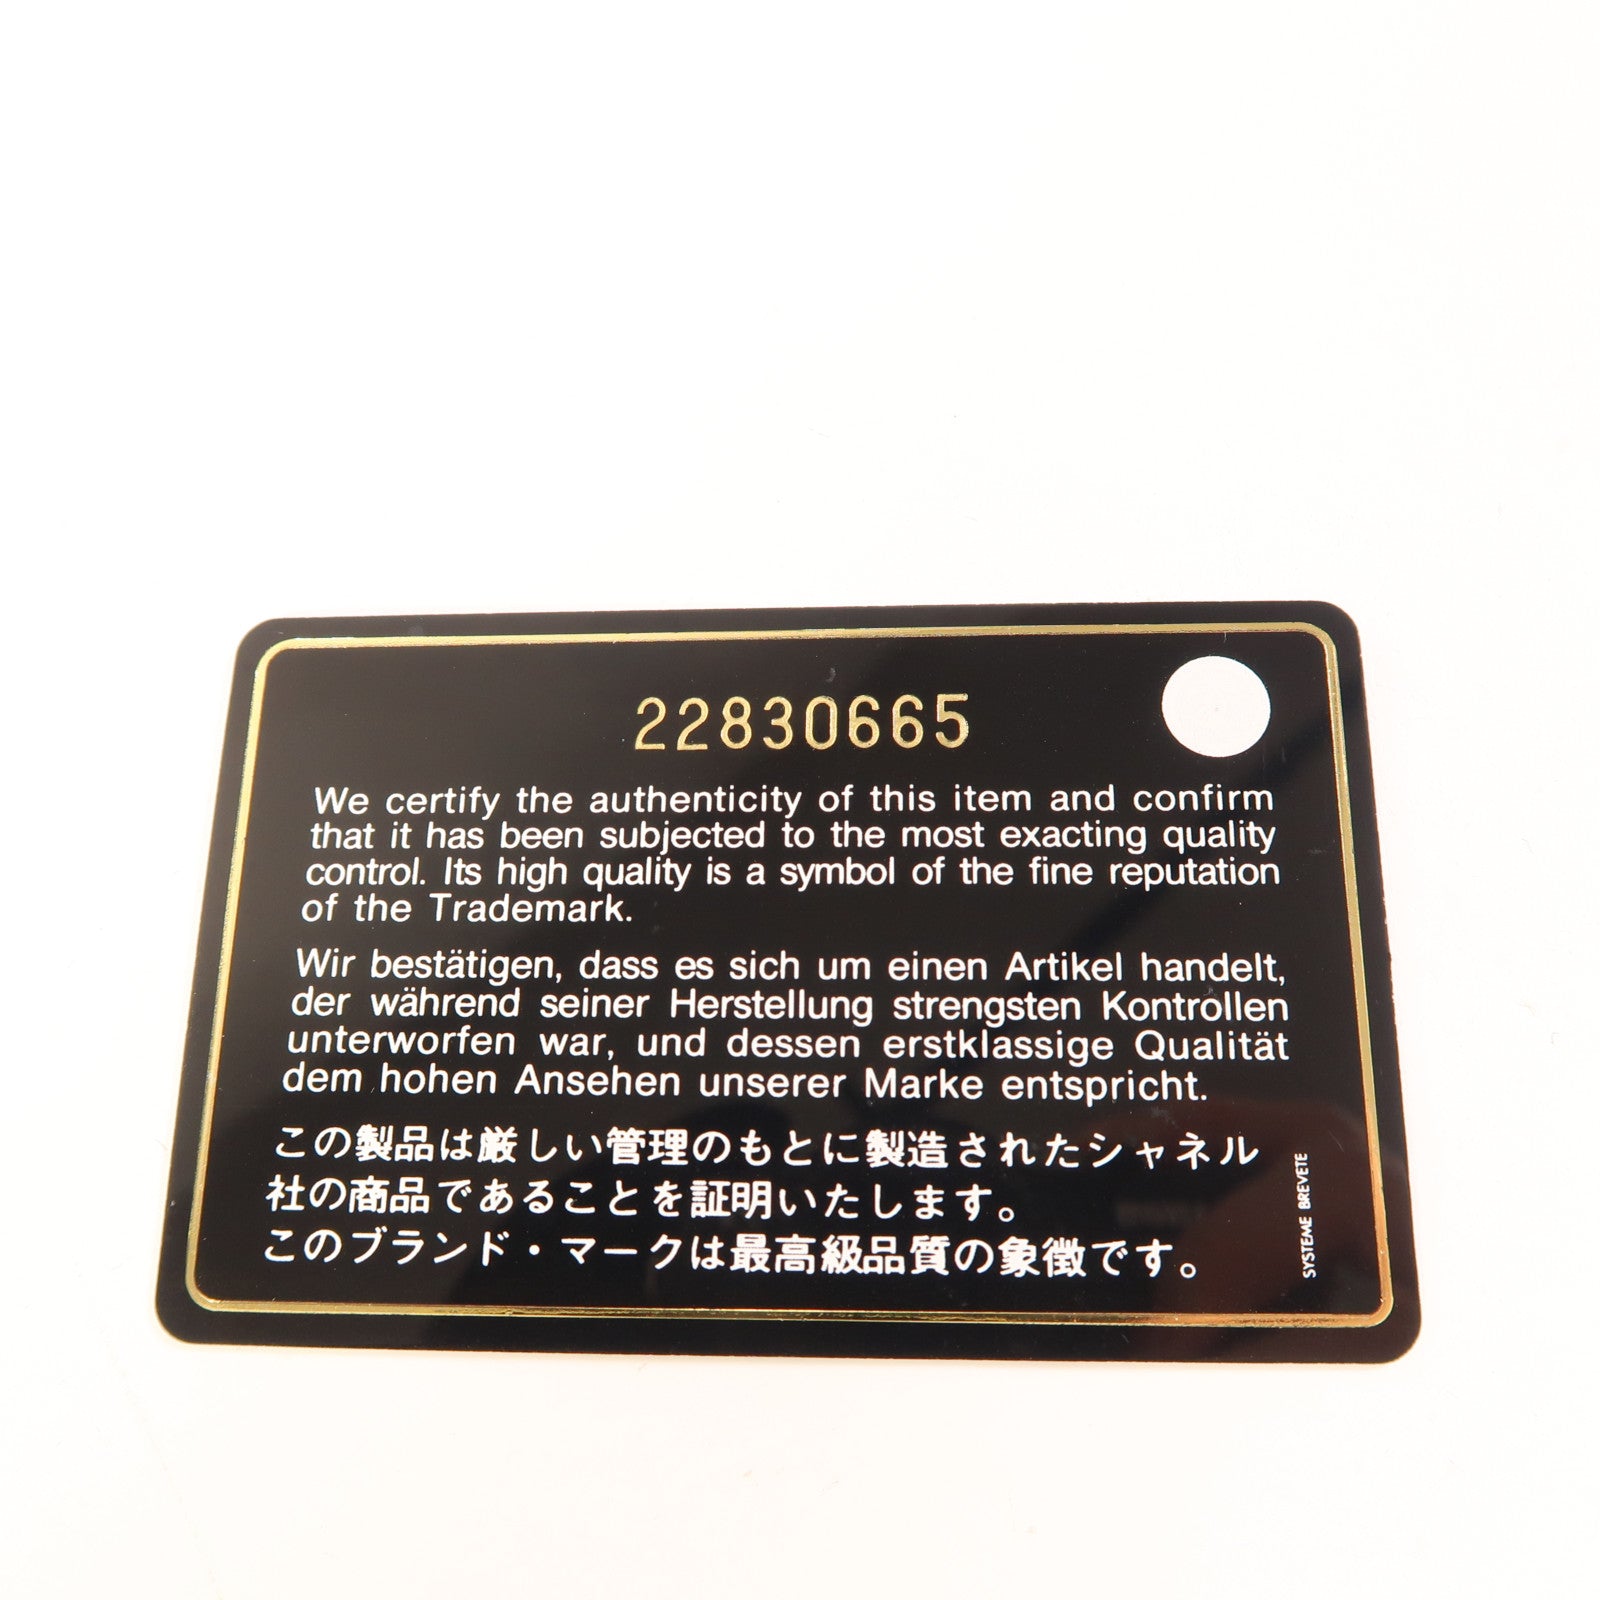 22830665
We certify the authenticity of this item and confirm
that it has been subjected to the most exacting quality
control. Its high quality is a symbol of the fine reputation
of the Trademark.
Wir bestätigen, dass es sich um einen Artikel handelt,
der während seiner Herstellung strengsten Kontrollen
unterworfen war, und dessen erstklassige Qualität
dem hohen Ansehen unserer Marke entspricht.
この製品は厳しい管理のもとに製造されたシャネル
社の商品であることを証明いたします。
このブランド・マークは最高級品質の象徴です。
SYSTEME BREVETE